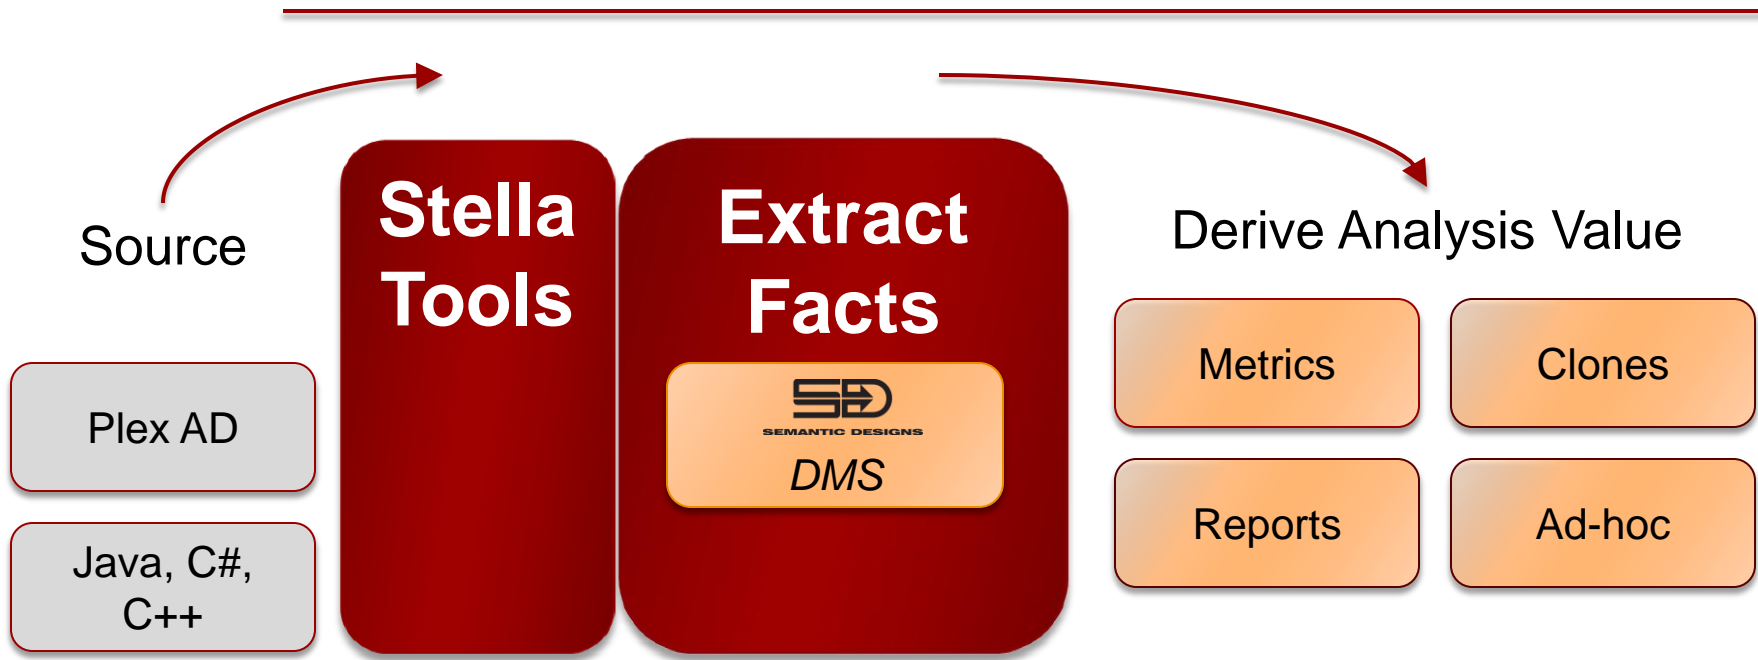 Source
Plex AD
Java, C#,
C++
Stella
Tools
Extract
Facts
SD
SEMANTIC DESIGNS
DMS
Derive Analysis Value
Metrics
Clones
Reports
Ad-hoc